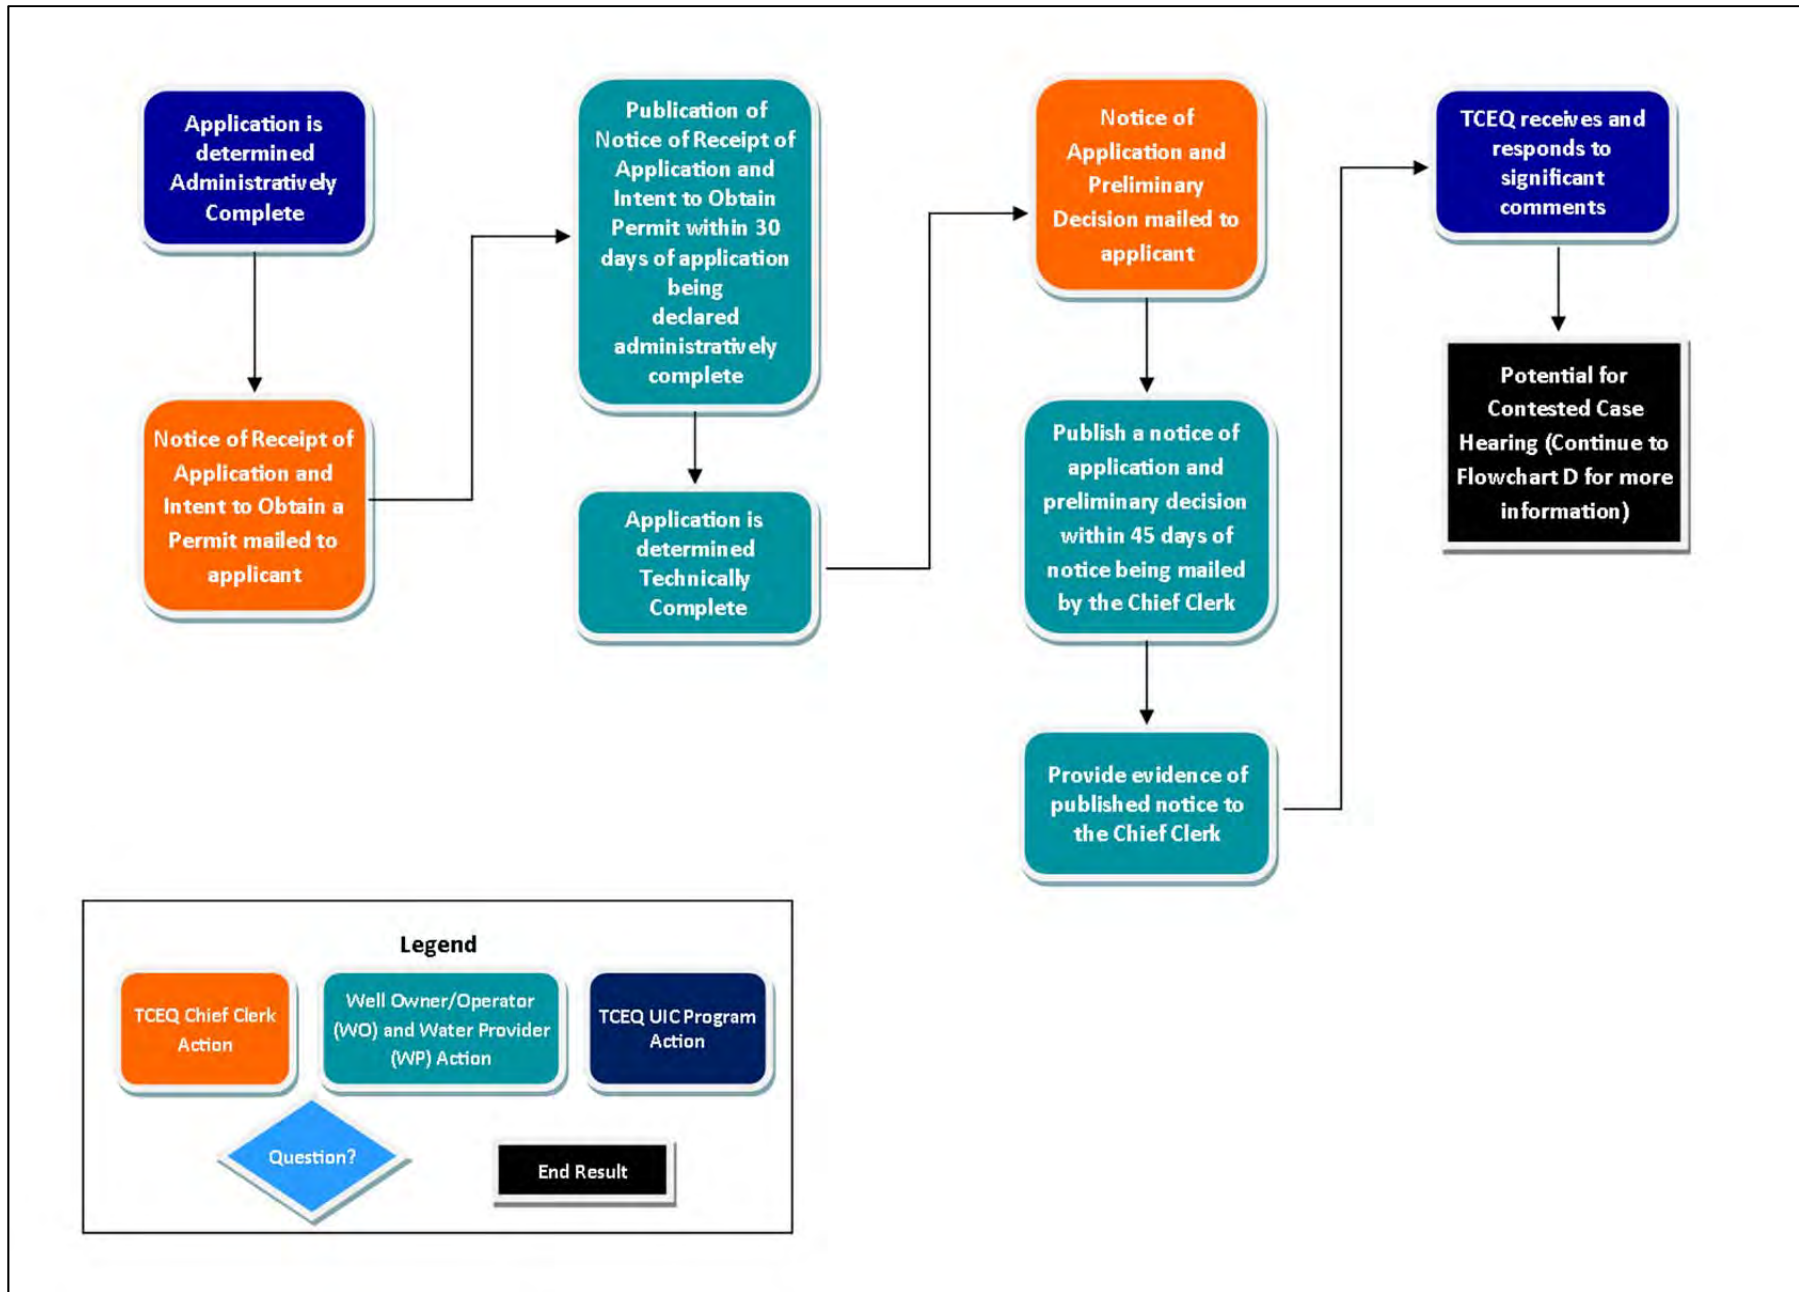 Application is
determined
Administratively
Complete
Notice of Receipt of
Application and
Intent to Obtain a
Permit mailed to
applicant
Publication of
Notice of Receipt of
Application and
Intent to Obtain
Permit within 30
days of application
being
declared
administratively
complete
Application is
determined
Technically
Complete
Notice of
Application and
Preliminary
Decision mailed to
applicant
Publish a notice of
application and
preliminary decision
within 45 days of
notice being mailed
by the Chief Clerk
Provide evidence of
published notice to
the Chief Clerk
TCEQ receives and
responds to
significant
comments
Potential for
Contested Case
Hearing (Continue to
Flowchart D for more
information)
Legend
TCEQ Chief Clerk
Action
Well Owner/Operator
(WO) and Water Provider
(WP) Action
TCEQ UIC Program
Action
Question?
End Result